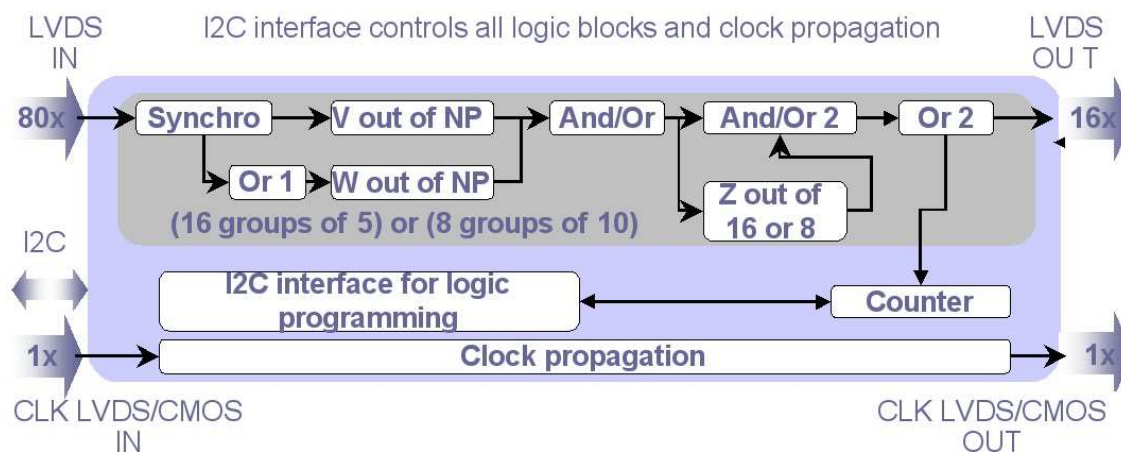 LVDS
IN
I2C interface controls all logic blocks and clock propagation
LVDS
OU T
80x
Synchro
V out of NP
And/Or
And/Or 2
Or 2
16x
Or 1
W out of NP
Z out of
16 or 8
(16 groups of 5) or (8 groups of 10)
I2C
I2C interface for logic
programming
Counter
1x
Clock propagation
1x
CLK LVDS/CMOS
IN
CLK LVDS/CMOS
OUT